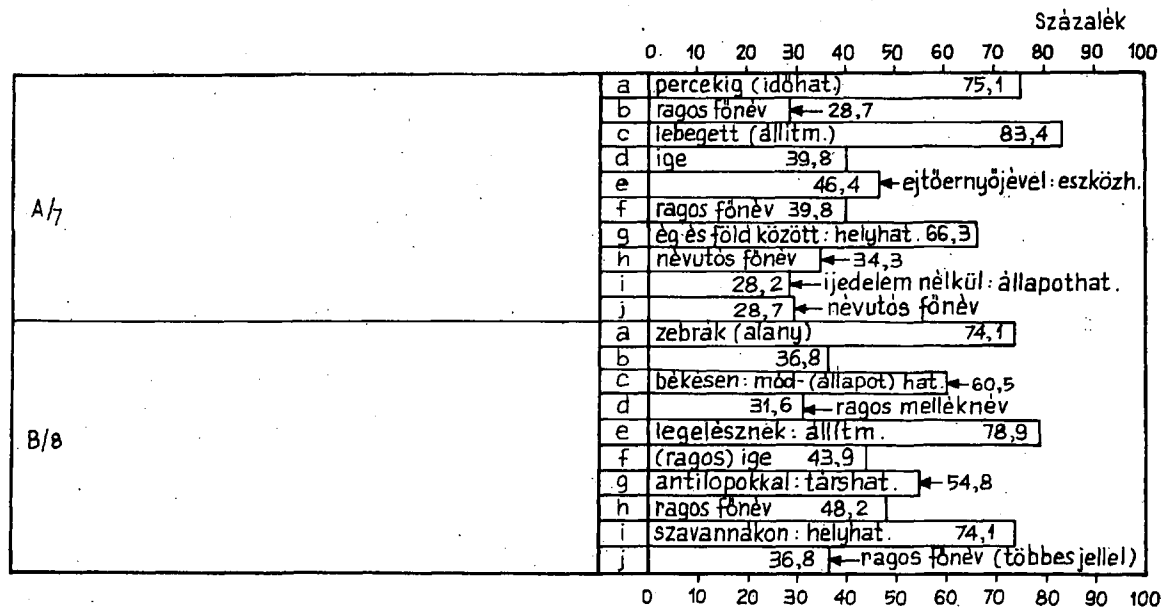 Százalék
0 10 20 30 40 50 60 70 80 90 100
A/7
a percekig (időhat.) 75,1
b ragos főnév 28,7
c lebegett (állítm.) 83,4
d ige 39,8
e 46,4 ejtőernyőjével: eszközh.
f ragos főnév 39,8
g ég és föld között: helyhat. 66,3
h névutós főnév 34,3
i 28,2 ijedelem nélkül: állapothat.
j 28,7 névutós főnév
B/8
a zebrák (alany) 74,1
b 36,8
c békésen: mód- (állapot) hat. 60,5
d 31,6 ragos melléknév
e legelésznek: állítm. 78,9
f (ragos) ige 43,9
g antilopokkal: társhat. 54,8
h ragos főnév 48,2
i szavannákon: helyhat. 74,1
j 36,8 ragos főnév (többesjellel)
0 10 20 30 40 50 60 70 80 90 100